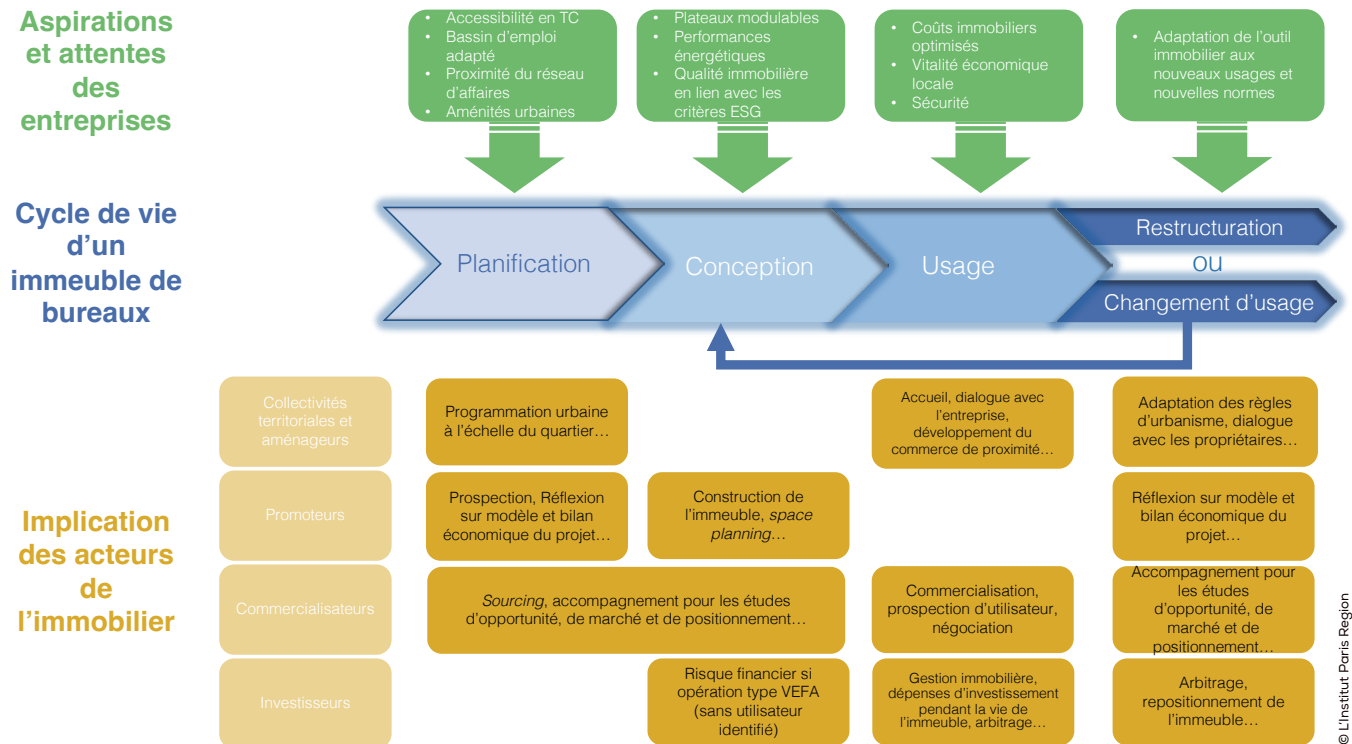 Aspirations
et attentes
des
entreprises
• Accessibilité en TC
• Bassin d'emploi
adapté
• Proximité du réseau
d'affaires
• Aménités urbaines
• Plateaux modulables
• Performances
énergétiques
• Qualité immobilière
en lien avec les
critères ESG
• Coûts immobiliers
optimisés
• Vitalité économique
locale
• Sécurité
• Adaptation de l'outil
immobilier aux
nouveaux usages et
nouvelles normes
Cycle de vie
d'un
immeuble de
bureaux
Planification
Conception
Usage
Restructuration
ou
Changement d'usage
Implication
des acteurs
de
l'immobilier
Collectivités
territoriales et
aménageurs
Programmation urbaine
à l'échelle du quartier…
Accueil, dialogue avec
l'entreprise,
développement du
commerce de proximité…
Adaptation des règles
d'urbanisme, dialogue
avec les propriétaires…
Promoteurs
Prospection, Réflexion
sur modèle et bilan
économique du projet…
Construction de
l'immeuble, space
planning…
Réflexion sur modèle et
bilan économique du
projet…
Commercialisateurs
Sourcing, accompagnement pour les études
d'opportunité, de marché et de positionnement…
Commercialisation,
prospection d'utilisateur,
négociation
Accompagnement pour
les études
d'opportunité, de
marché et de
positionnement…
Investisseurs
Risque financier si
opération type VEFA
(sans utilisateur
identifié)
Gestion immobilière,
dépenses d'investissement
pendant la vie de
l'immeuble, arbitrage…
Arbitrage,
repositionnement de
l'immeuble…
© L'Institut Paris Region